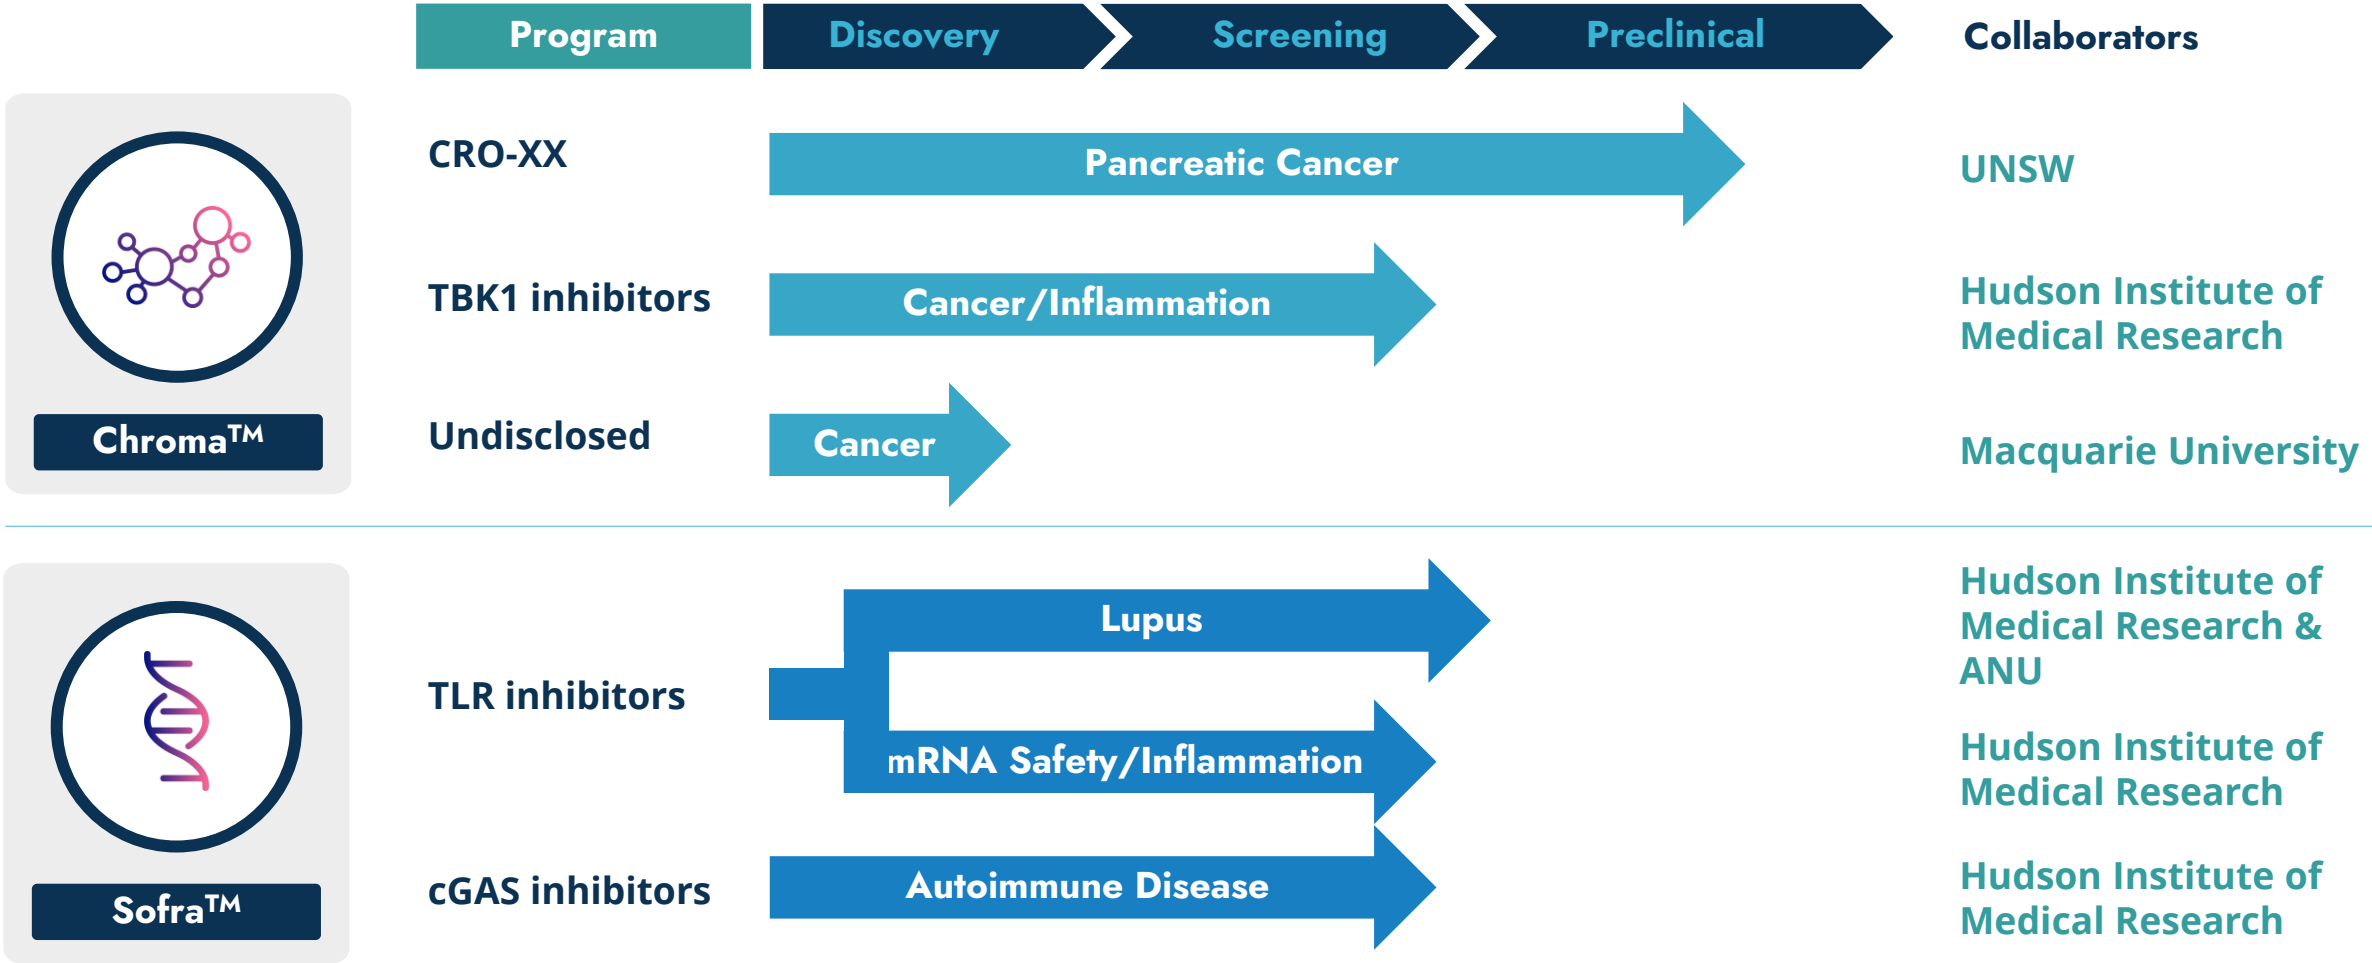 Program
Discovery
Screening
Preclinical
Collaborators
CRO-XX
Pancreatic Cancer
UNSW
TBK1 inhibitors
Cancer/Inflammation
Hudson Institute of
Medical Research
Undisclosed
Cancer
Macquarie University
Chroma™
TLR inhibitors
Lupus
Hudson Institute of
Medical Research &
ANU
mRNA Safety/Inflammation
Hudson Institute of
Medical Research
cGAS inhibitors
Autoimmune Disease
Hudson Institute of
Medical Research
Sofra™